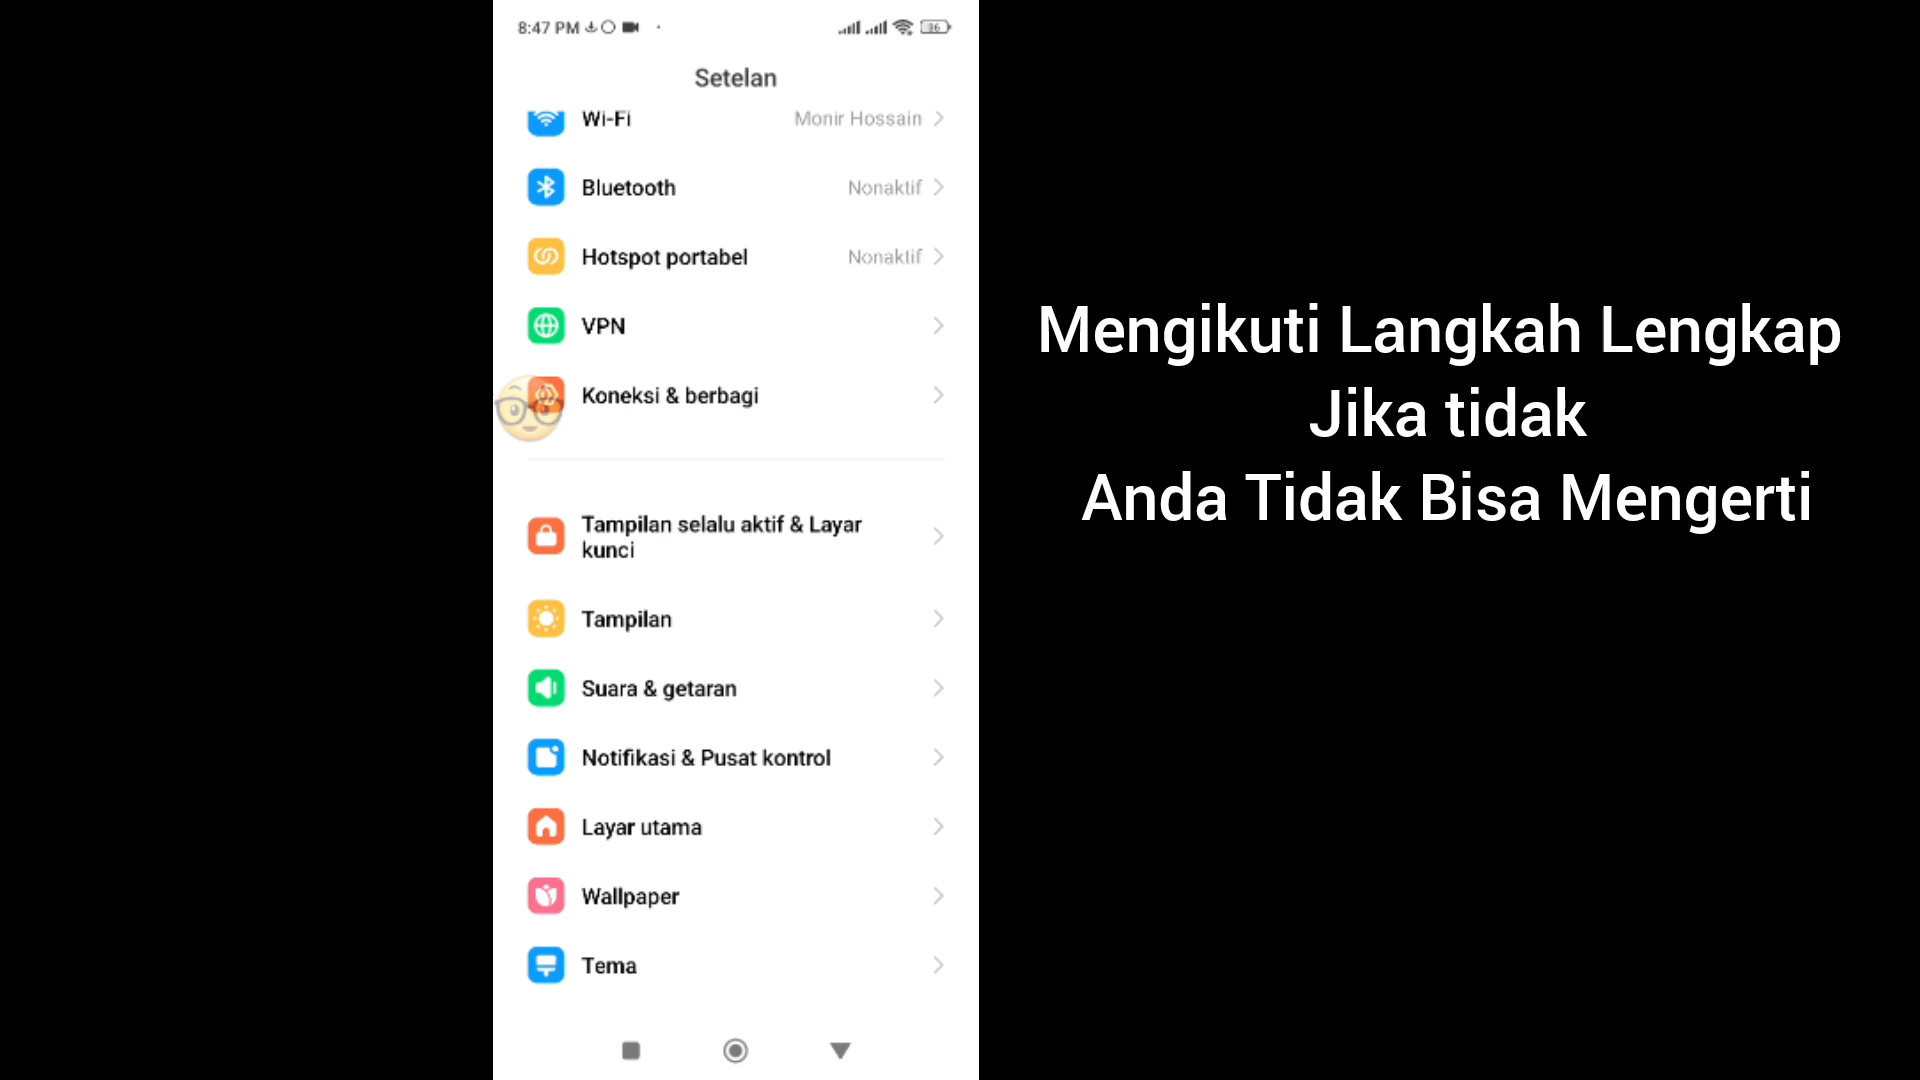 8:47 PM
36
Setelan
Wi-Fi
Monir Hossain
Bluetooth
Nonaktif
Hotspot portabel
Nonaktif
VPN
Koneksi & berbagi
Tampilan selalu aktif & Layar
kunci
Tampilan
Suara & getaran
Notifikasi & Pusat kontrol
Layar utama
Wallpaper
Tema
Mengikuti Langkah Lengkap
Jika tidak
Anda Tidak Bisa Mengerti